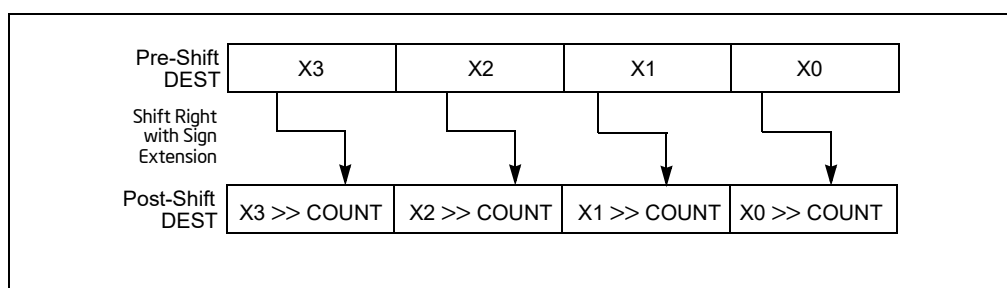 Pre-Shift
DEST
X3
X2
X1
X0
Shift Right
with Sign
Extension
Post-Shift
DEST
X3 >> COUNT
X2 >> COUNT
X1 >> COUNT
X0 >> COUNT